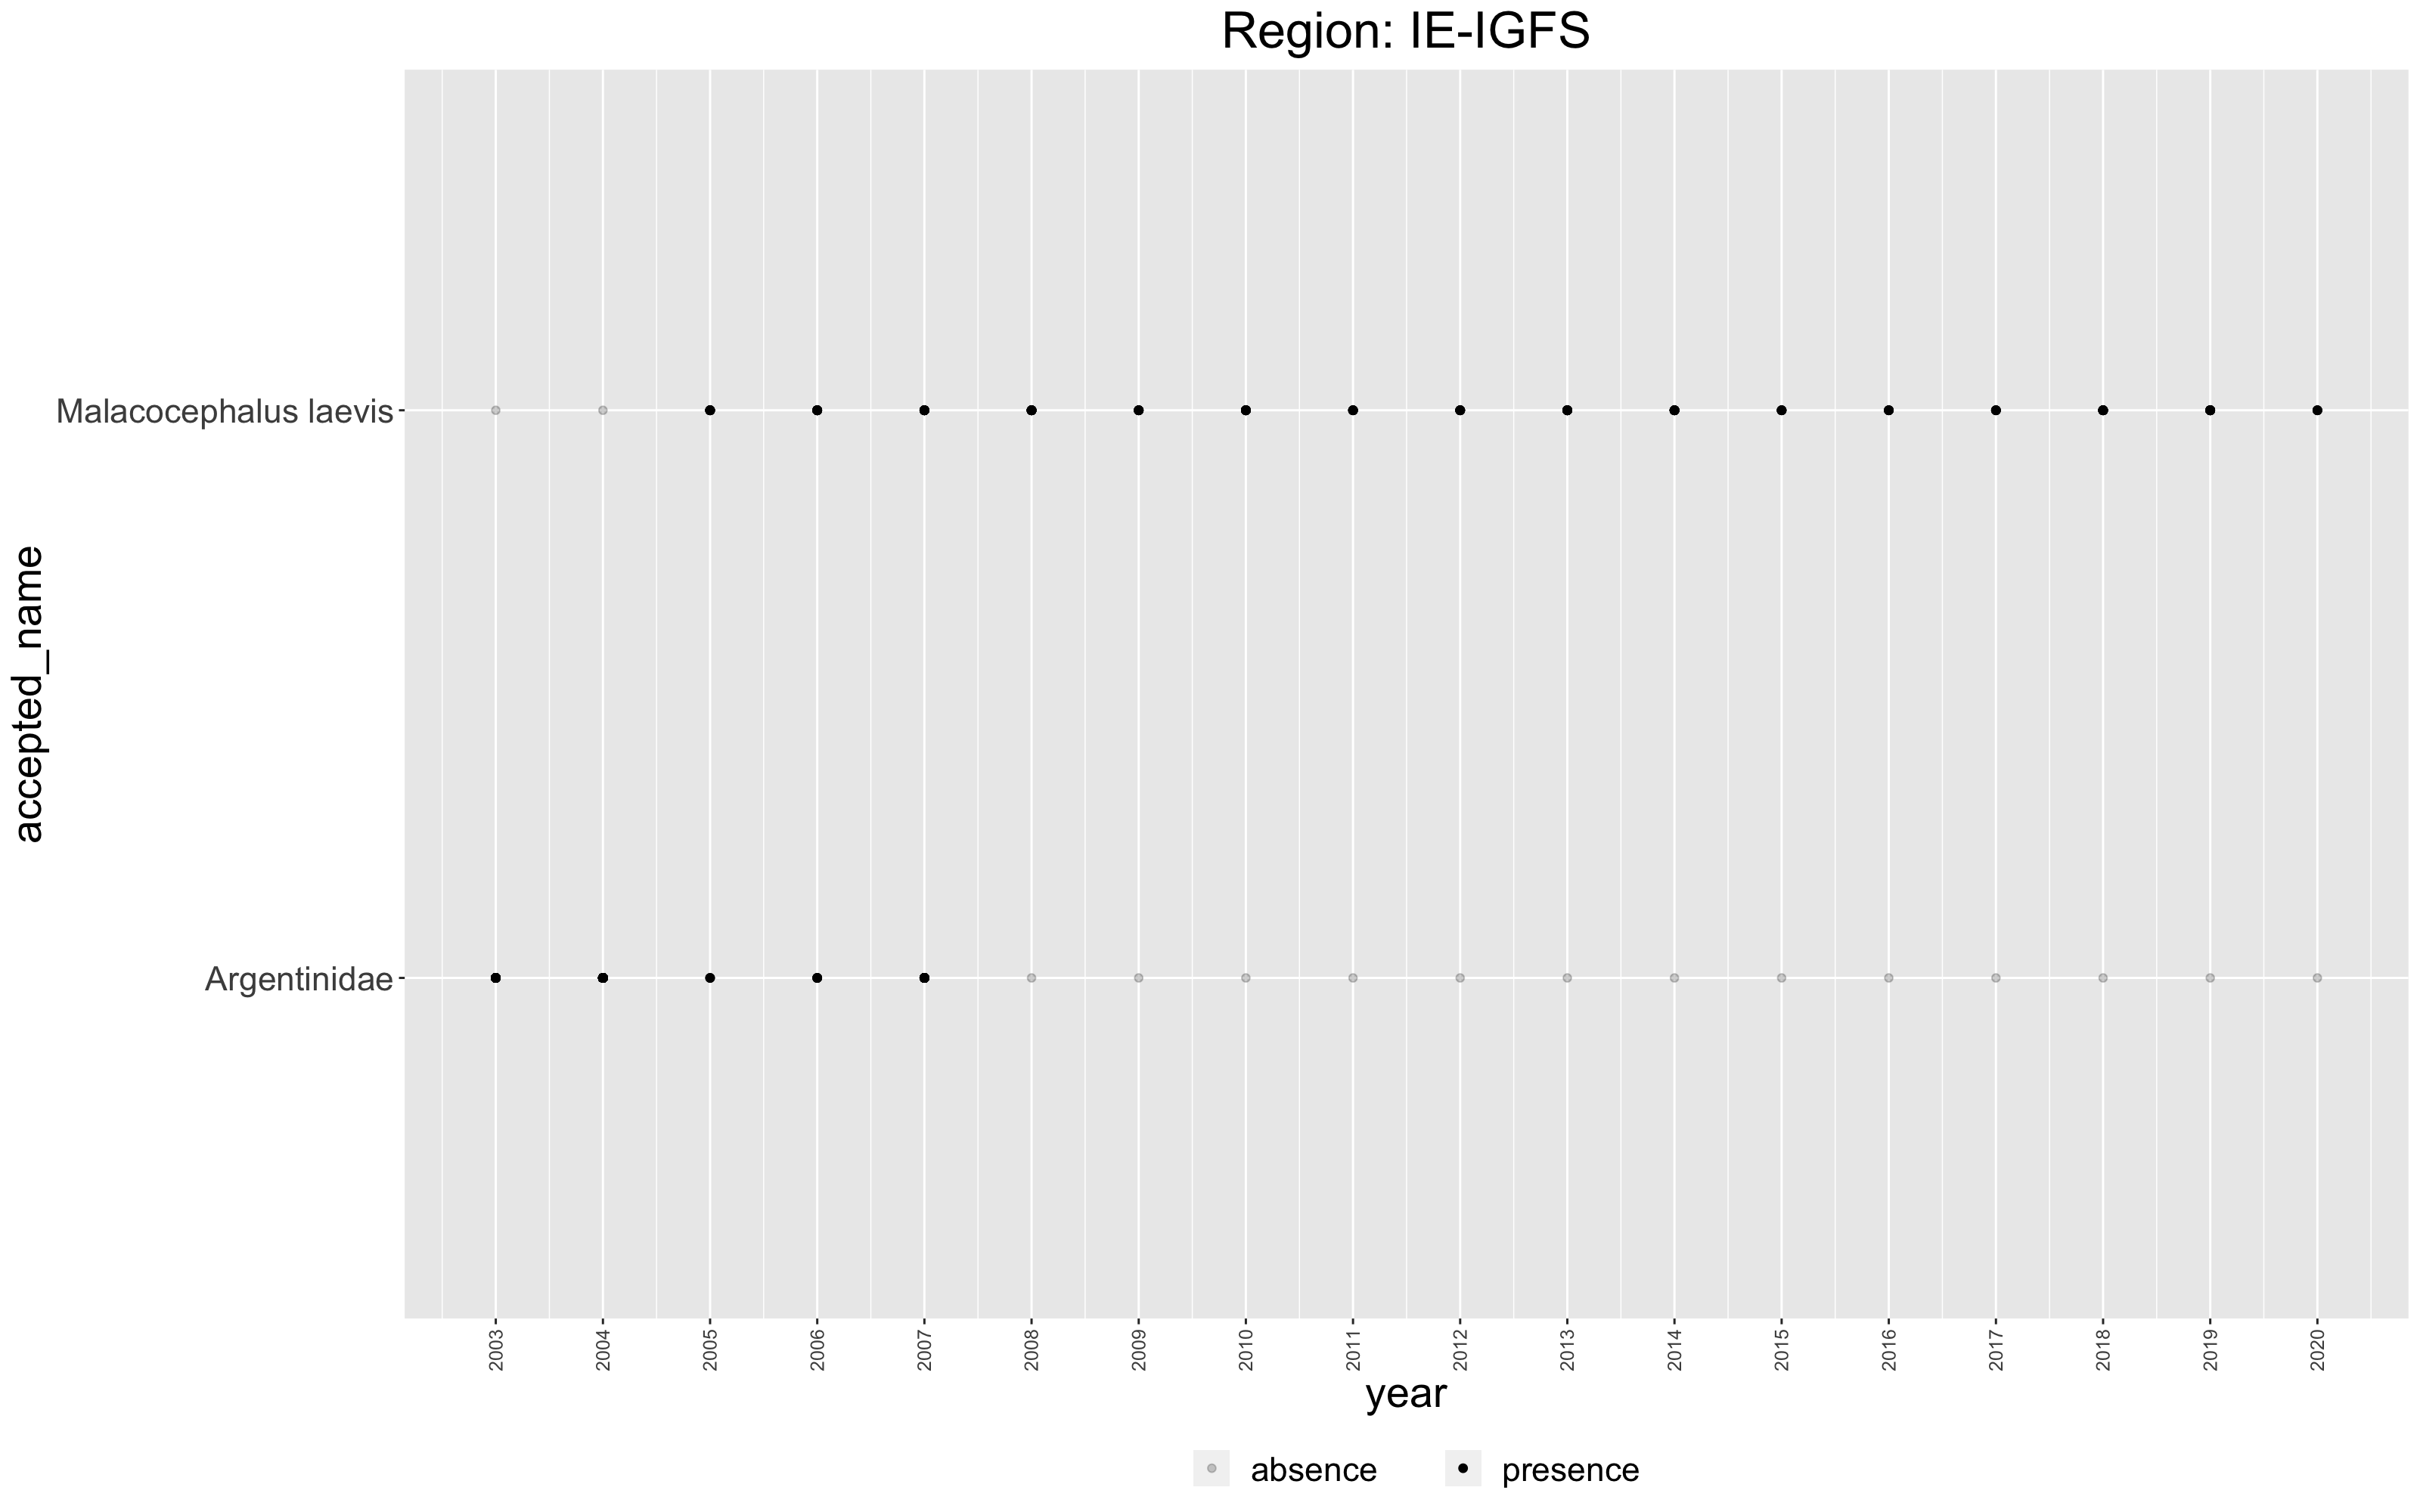 Region: IE-IGFS
accepted_name
Malacocephalus laevis
Argentinidae
2003 2004 2005 2006 2007 2008 2009 2010 2011 2012 2013 2014 2015 2016 2017 2018 2019 2020
year
absence presence